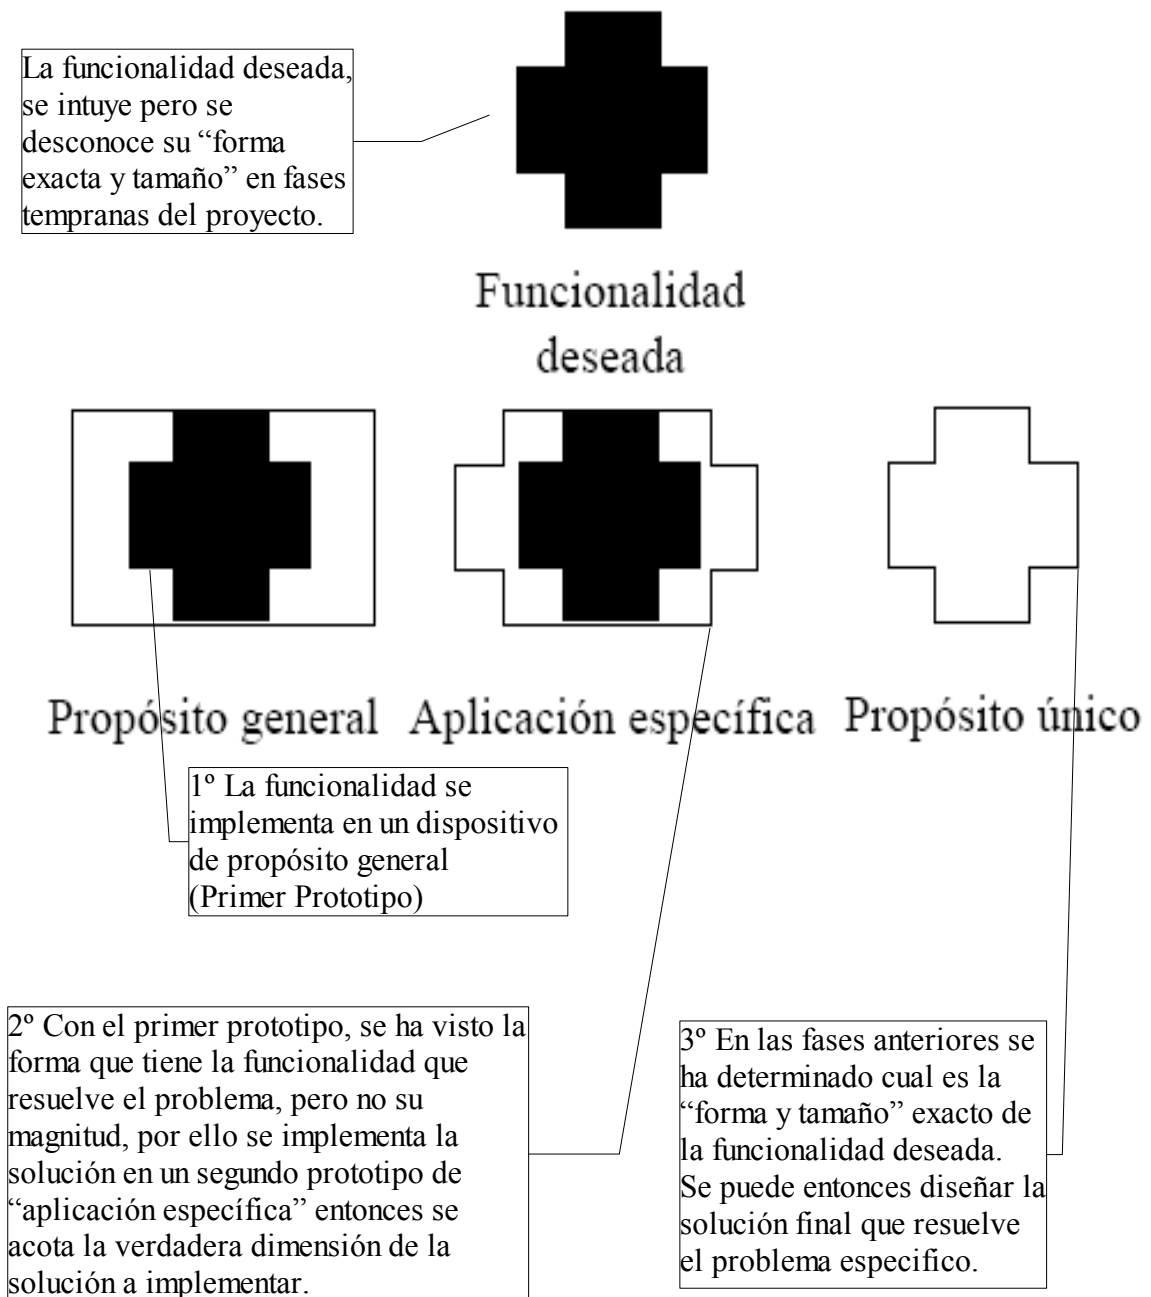 La funcionalidad deseada,
se intuye pero se
desconoce su “forma
exacta y tamaño” en fases
tempranas del proyecto.
Funcionalidad
deseada
Propósito general
Aplicación específica
Propósito único
1º La funcionalidad se
implementa en un dispositivo
de propósito general
(Primer Prototipo)
2º Con el primer prototipo, se ha visto la
forma que tiene la funcionalidad que
resuelve el problema, pero no su
magnitud, por ello se implementa la
solución en un segundo prototipo de
“aplicación específica” entonces se
acota la verdadera dimensión de la
solución a implementar.
3º En las fases anteriores se
ha determinado cual es la
“forma y tamaño” exacto de
la funcionalidad deseada.
Se puede entonces diseñar la
solución final que resuelve
el problema especifico.